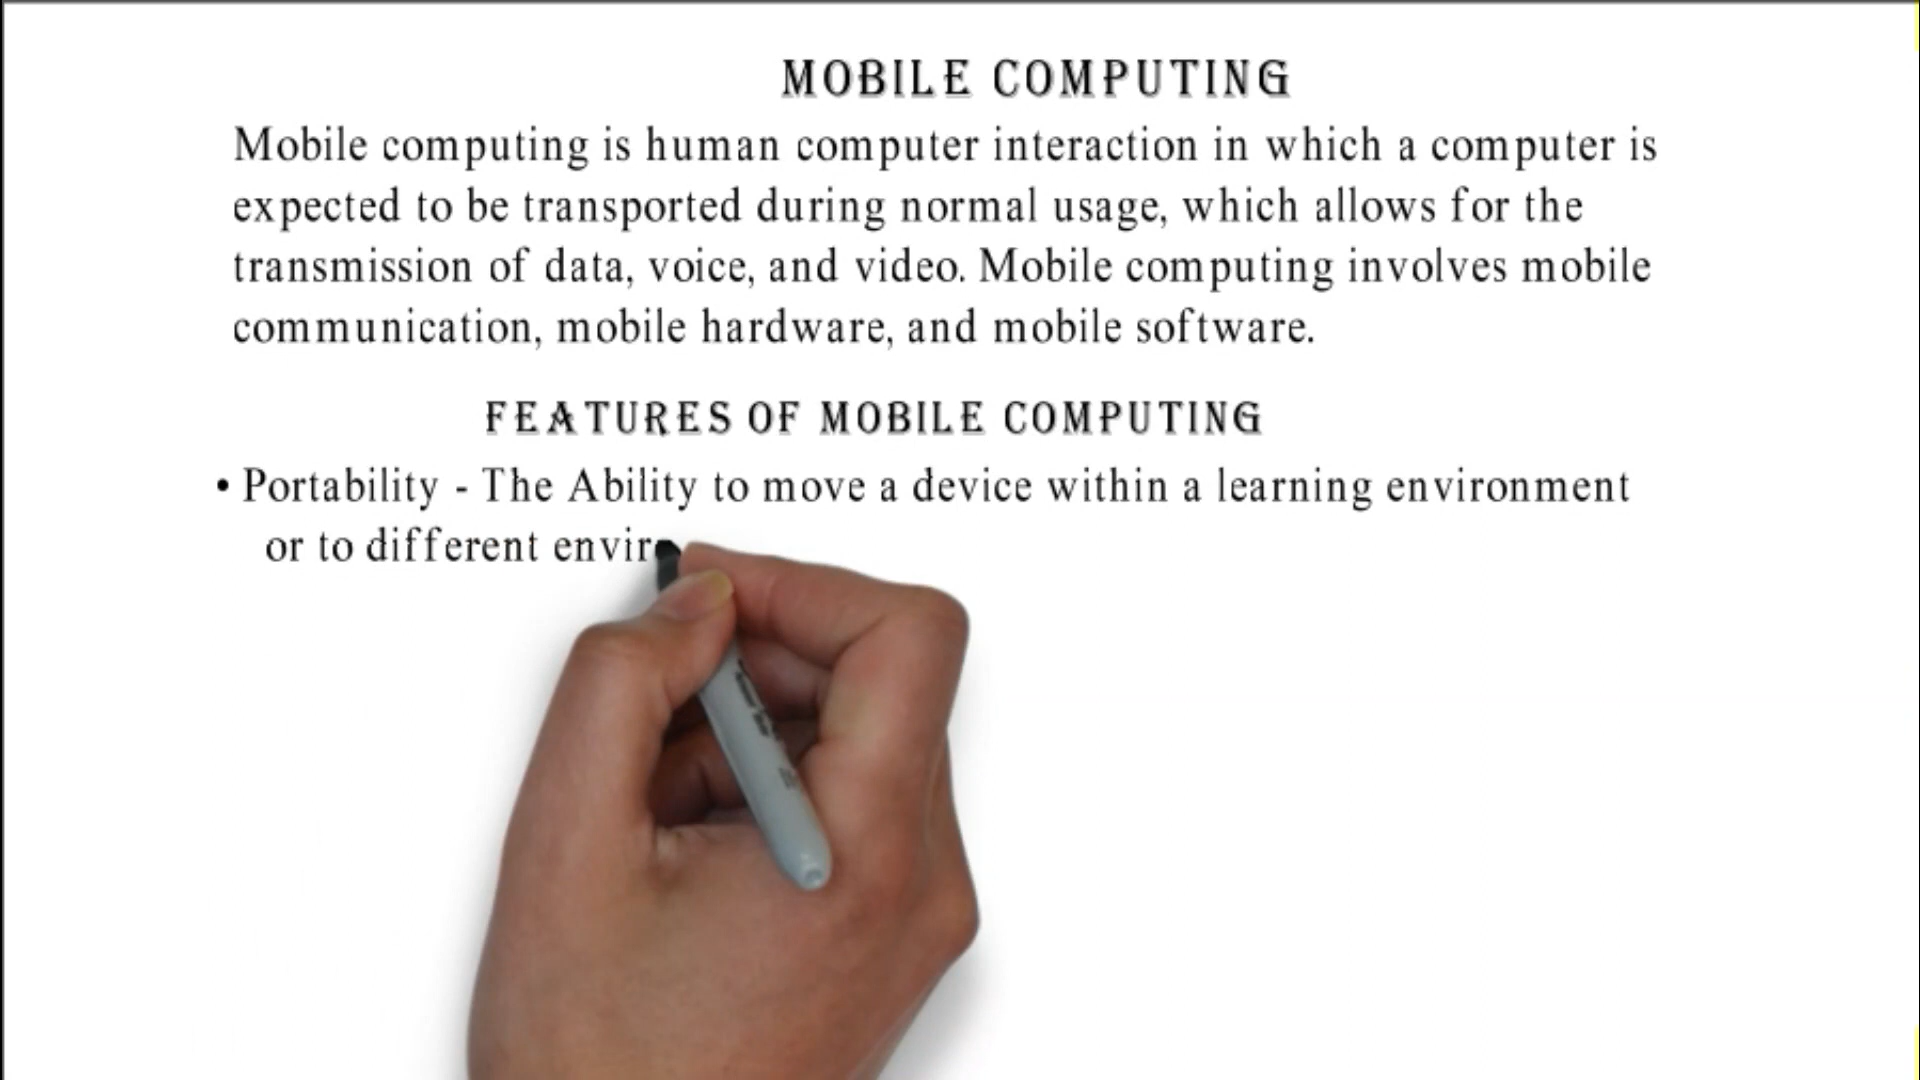 MOBILE COMPUTING
Mobile computing is human computer interaction in which a computer is
expected to be transported during normal usage, which allows for the
transmission of data, voice, and video. Mobile computing involves mobile
communication, mobile hardware, and mobile software.
FEATURES OF MOBILE COMPUTING
• Portability - The Ability to move a device within a learning environment
or to different